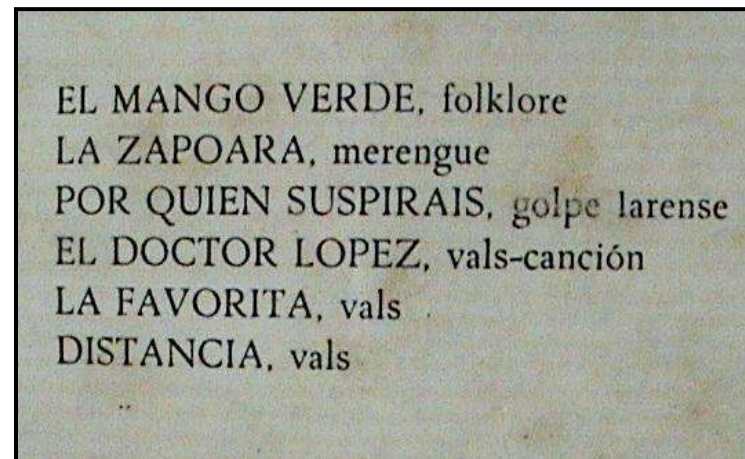 EL MANGO VERDE, folklore
LA ZAPOARA, merengue
POR QUIEN SUSPIRAIS, golpe larense
EL DOCTOR LOPEZ, vals-canción
LA FAVORITA, vals
DISTANCIA, vals